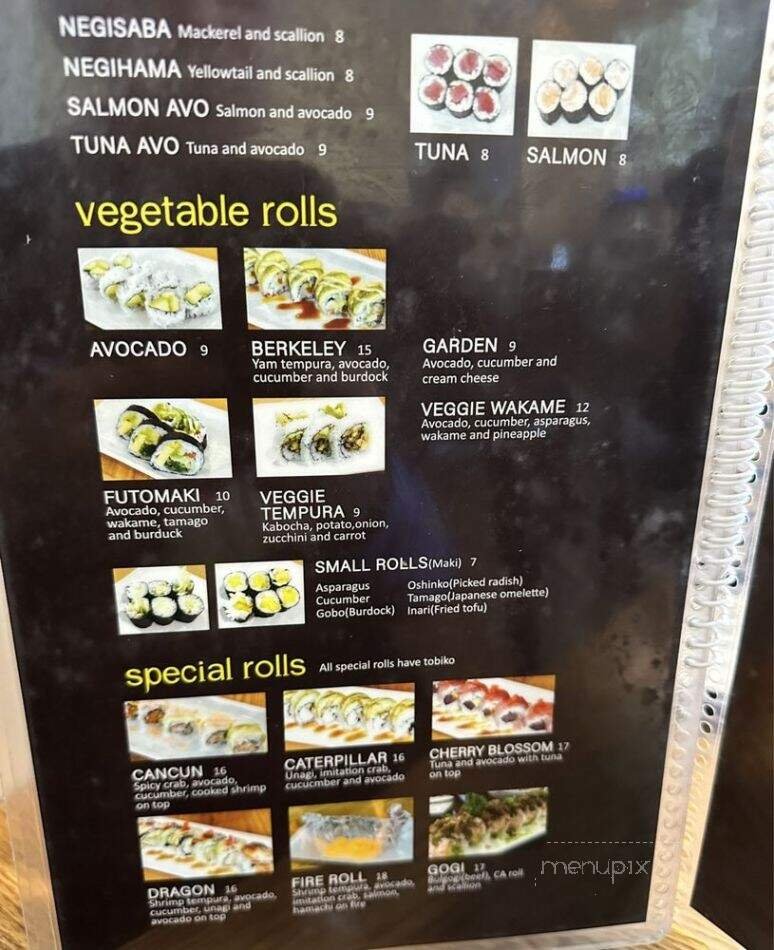 NEGISABA Mackerel and scallion 8
NEGIHAMA Yellowtail and scallion 8
SALMON AVO Salmon and avocado 9
TUNA AVO Tuna and avocado 9
TUNA 8
SALMON 8
vegetable rolls
AVOCADO 9
BERKELEY 15
Yam tempura, avocado,
cucumber and burdock
GARDEN 9
Avocado, cucumber and
cream cheese
VEGGIE WAKAME 12
Avocado, cucumber, asparagus,
wakame and pineapple
FUTOMAKI 10
Avocado, cucumber,
wakame, tamago
and burduck
VEGGIE
TEMPURA 9
Kabocha, potato,onion,
zucchini and carrot
SMALL ROLLS(Maki) 7
Asparagus
Cucumber
Gobo(Burdock)
Oshinko(Picked radish)
Tamago(Japanese omelette)
Inari(Fried tofu)
special rolls All special rolls have tobiko
CANCUN 16
Spicy crab, avocado,
cucumber, cooked shrimp
on top
CATERPILLAR 16
Unagi, imitation crab,
cucucmber and avocado
CHERRY BLOSSOM 17
Tuna and avocado with tuna
on top
DRAGON 16
Shrimp tempura, avocado,
cucumber, unagi and
avocado on top
FIRE ROLL 18
Shrimp tempura, avocado,
imitation crab, salmon,
hamachi on fire
GOGI 17
Bulgogi(beef), CA roll
and scallion
menupix